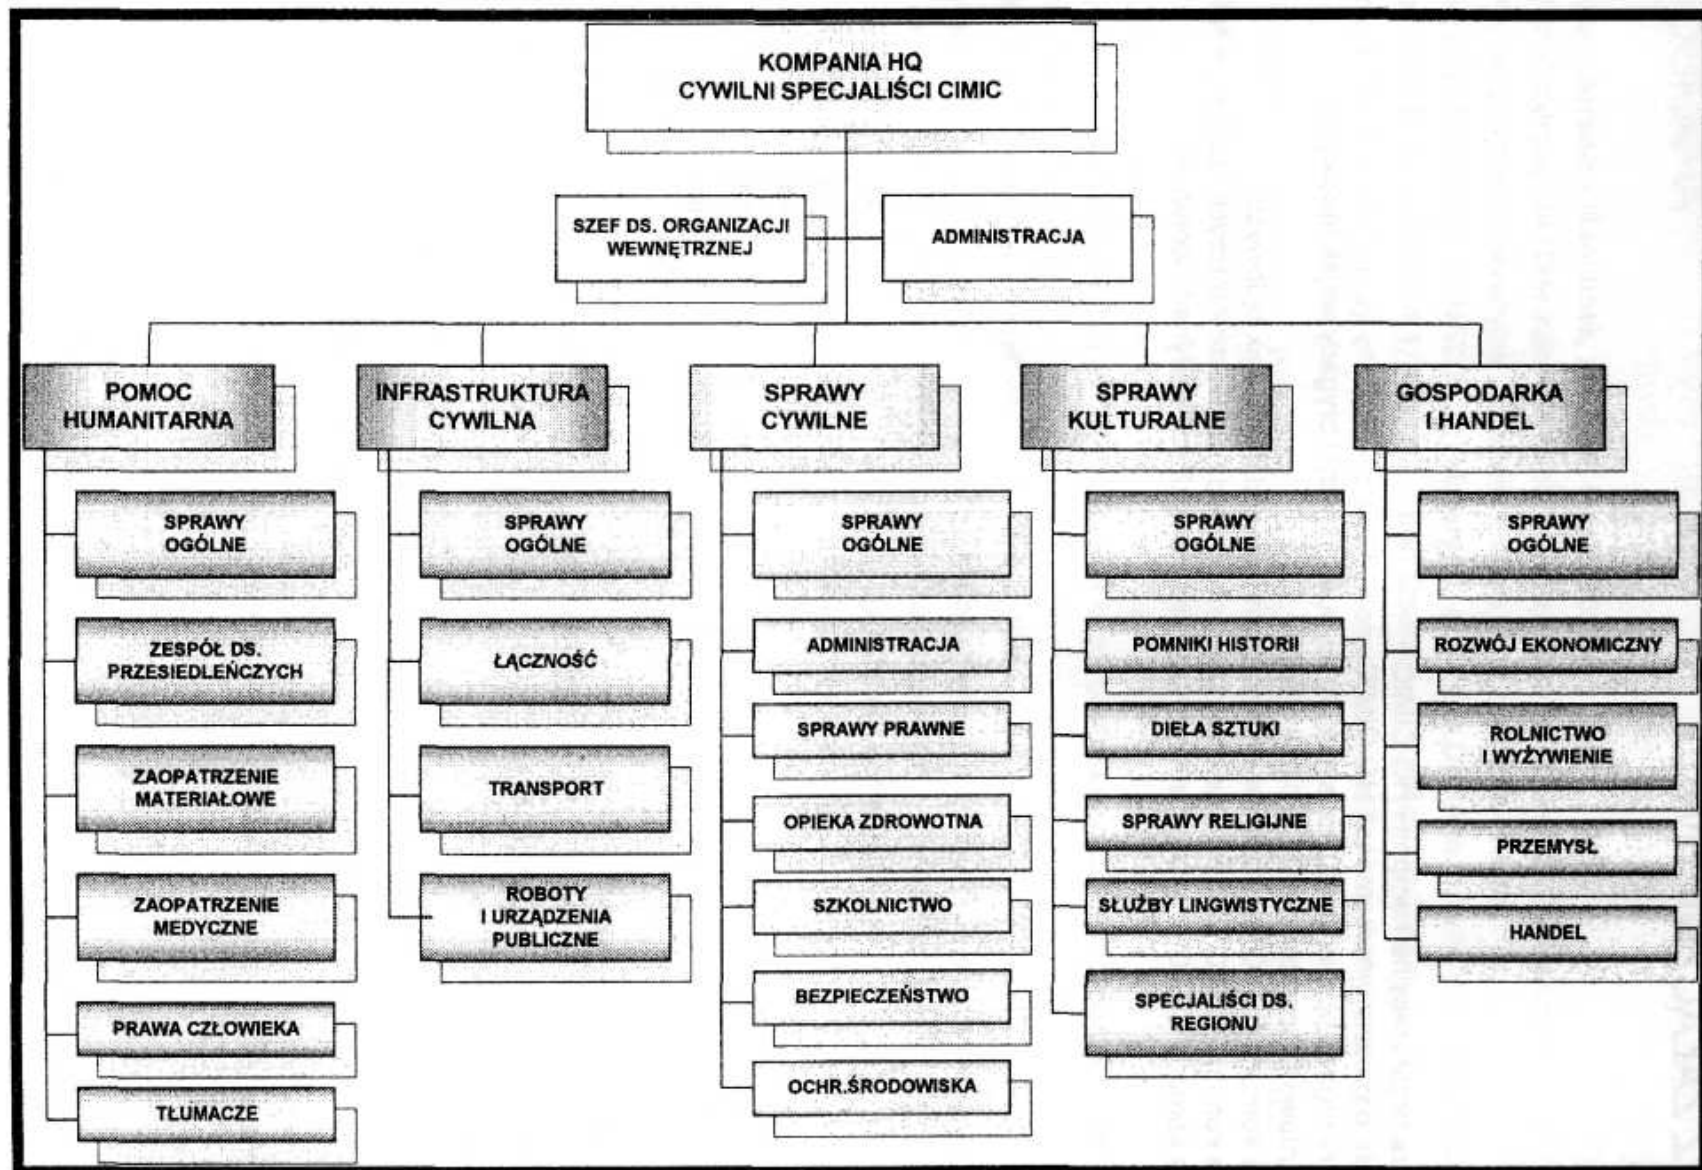 KOMPANIA HQ
CYWILNI SPECJALIŚCI CIMIC
SZEF DS. ORGANIZACJI
WEWNĘTRZNEJ
ADMINISTRACJA
POMOC
HUMANITARNA
SPRAWY
OGÓLNE
ZESPÓŁ DS.
PRZESIEDLEŃCZYCH
ZAOPATRZENIE
MATERIAŁOWE
ZAOPATRZENIE
MEDYCZNE
PRAWA CZŁOWIEKA
TŁUMACZE
INFRASTRUKTURA
CYWILNA
SPRAWY
OGÓLNE
ŁĄCZNOŚĆ
TRANSPORT
ROBOTY
I URZĄDZENIA
PUBLICZNE
SPRAWY
CYWILNE
SPRAWY
OGÓLNE
ADMINISTRACJA
SPRAWY PRAWNE
OPIEKA ZDROWOTNA
SZKOLNICTWO
BEZPIECZEŃSTWO
OCHR.ŚRODOWISKA
SPRAWY
KULTURALNE
SPRAWY
OGÓLNE
POMNIKI HISTORII
DIEŁA SZTUKI
SPRAWY RELIGIJNE
SŁUŻBY LINGWISTYCZNE
SPECJALIŚCI DS.
REGIONU
GOSPODARKA
I HANDEL
SPRAWY
OGÓLNE
ROZWÓJ EKONOMICZNY
ROLNICTWO
I WYŻYWIENIE
PRZEMYSŁ
HANDEL